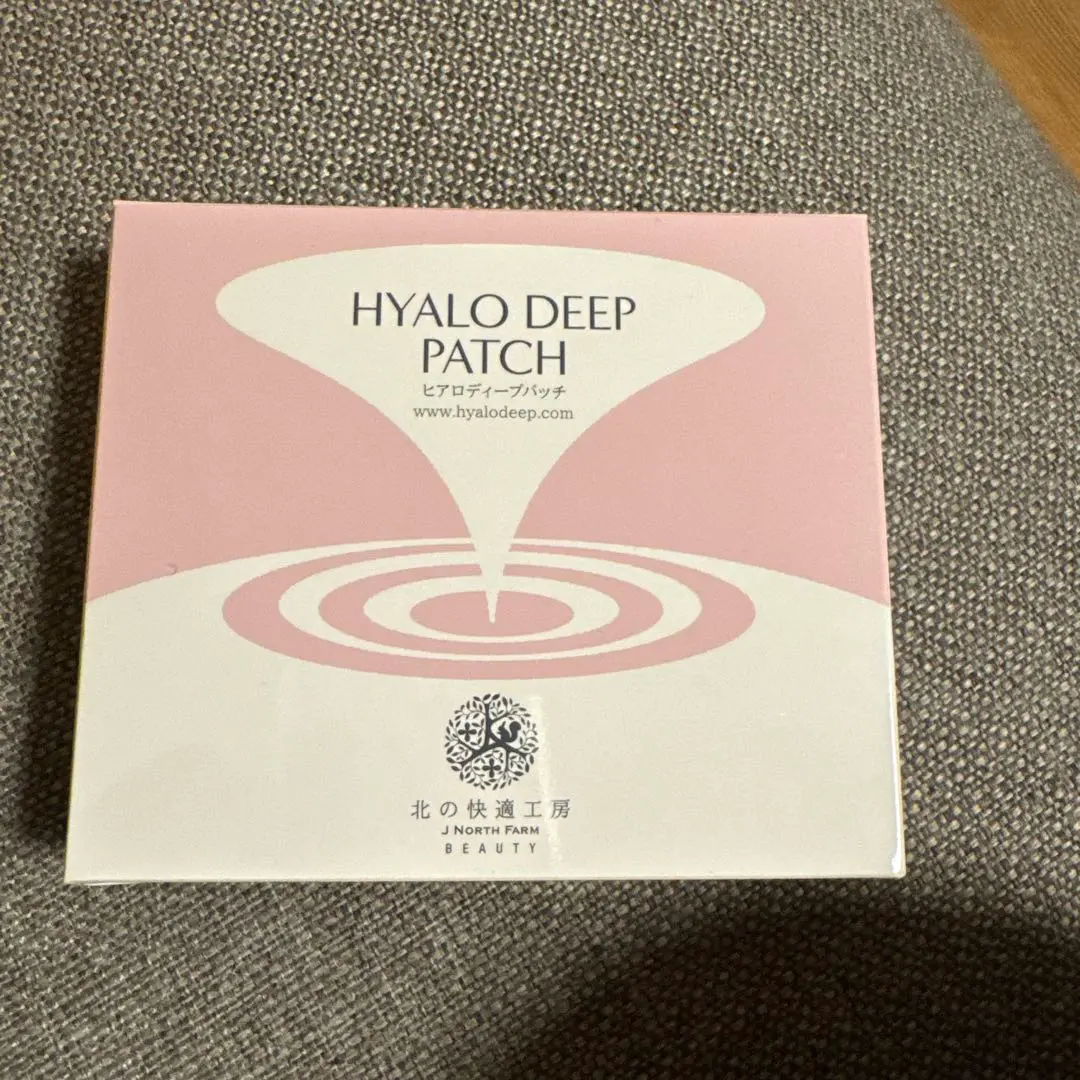 HYALO DEEP
PATCH
ヒアロディープパッチ
www.hyalodeep.com
北の快適工房
J NORTH FARM
BEAUTY